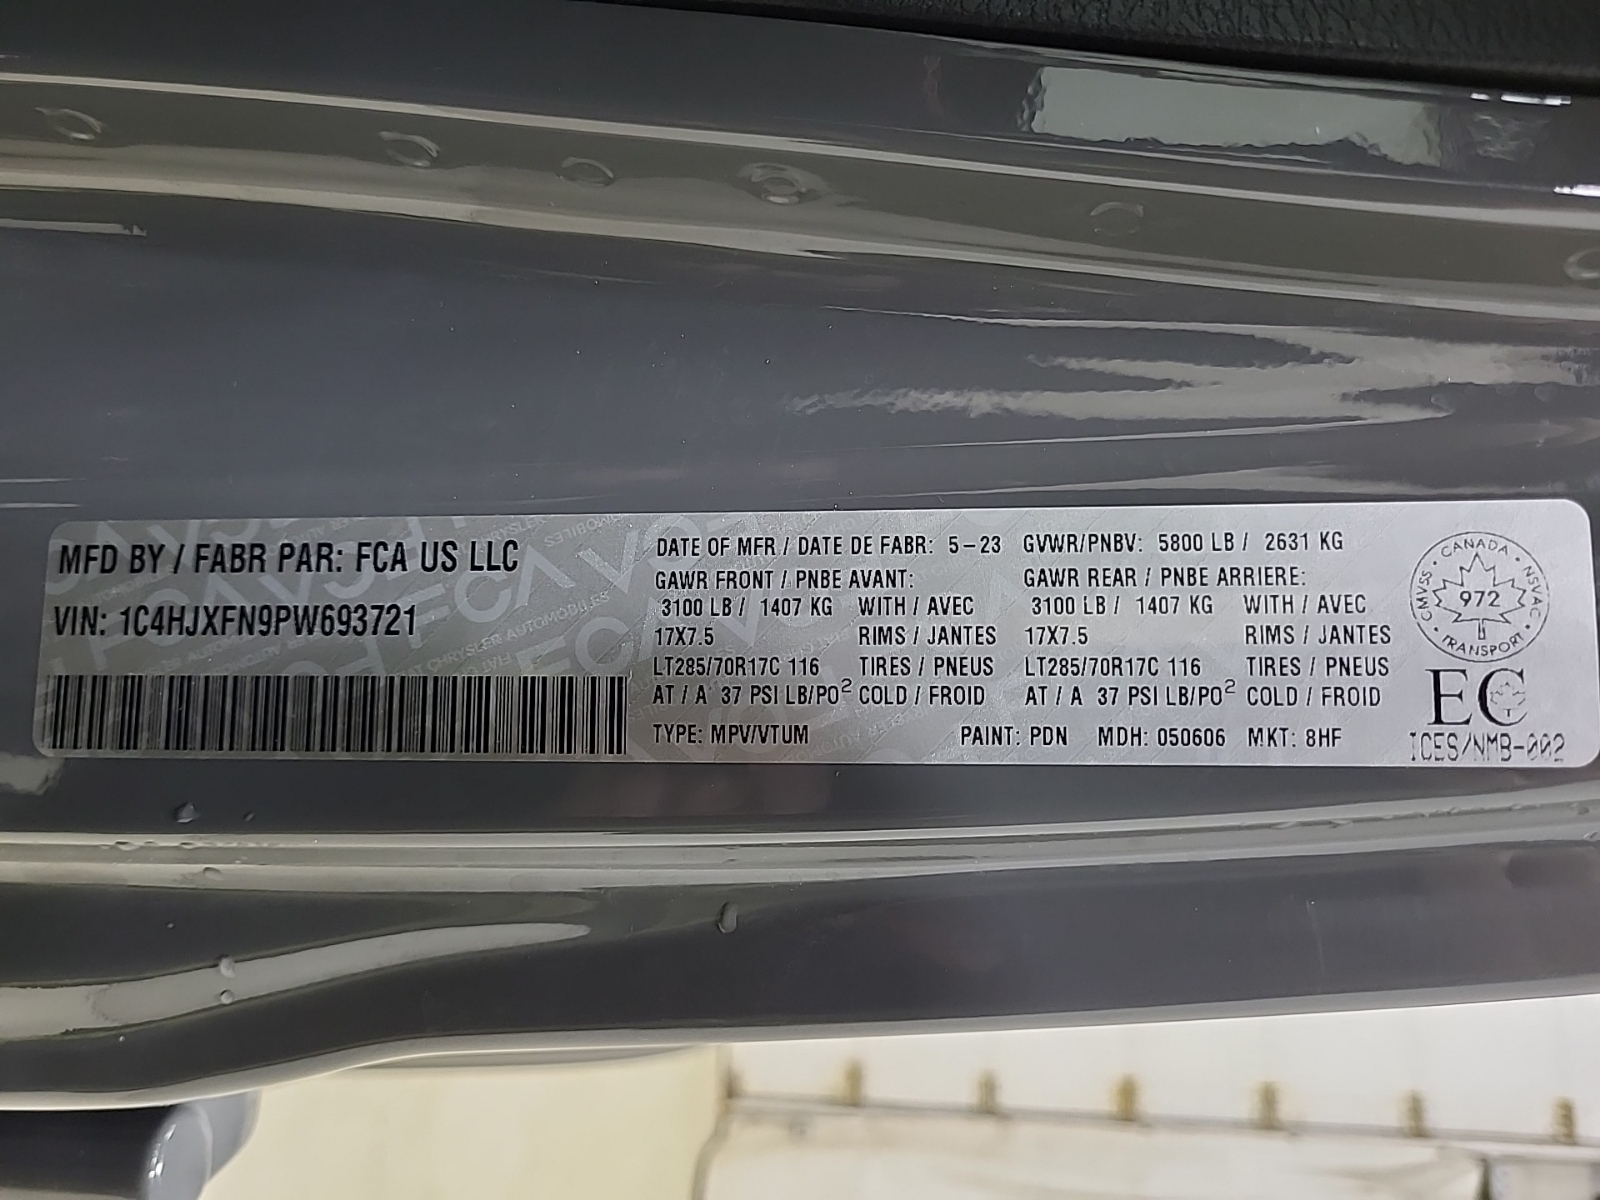 MFD BY / FABR PAR: FCA US LLC
VIN: 1C4HJXFN9PW693721
DATE OF MFR / DATE DE FABR: 5-23 GVWR/PNBV: 5800 LB / 2631 KG
GAWR FRONT / PNBE AVANT: GAWR REAR / PNBE ARRIERE:
3100 LB / 1407 KG WITH / AVEC 3100 LB / 1407 KG WITH / AVEC
17X7.5 RIMS / JANTES 17X7.5 RIMS / JANTES
LT285/70R17C 116 TIRES / PNEUS LT285/70R17C 116 TIRES / PNEUS
AT / A 37 PSI LB/PO² COLD / FROID AT / A 37 PSI LB/PO² COLD / FROID
TYPE: MPV/VTUM PAINT: PDN MDH: 050606 MKT: 8HF
CANADA
CMVSS · NSVAC
972
TRANSPORT
EC
ICES/NMB-002